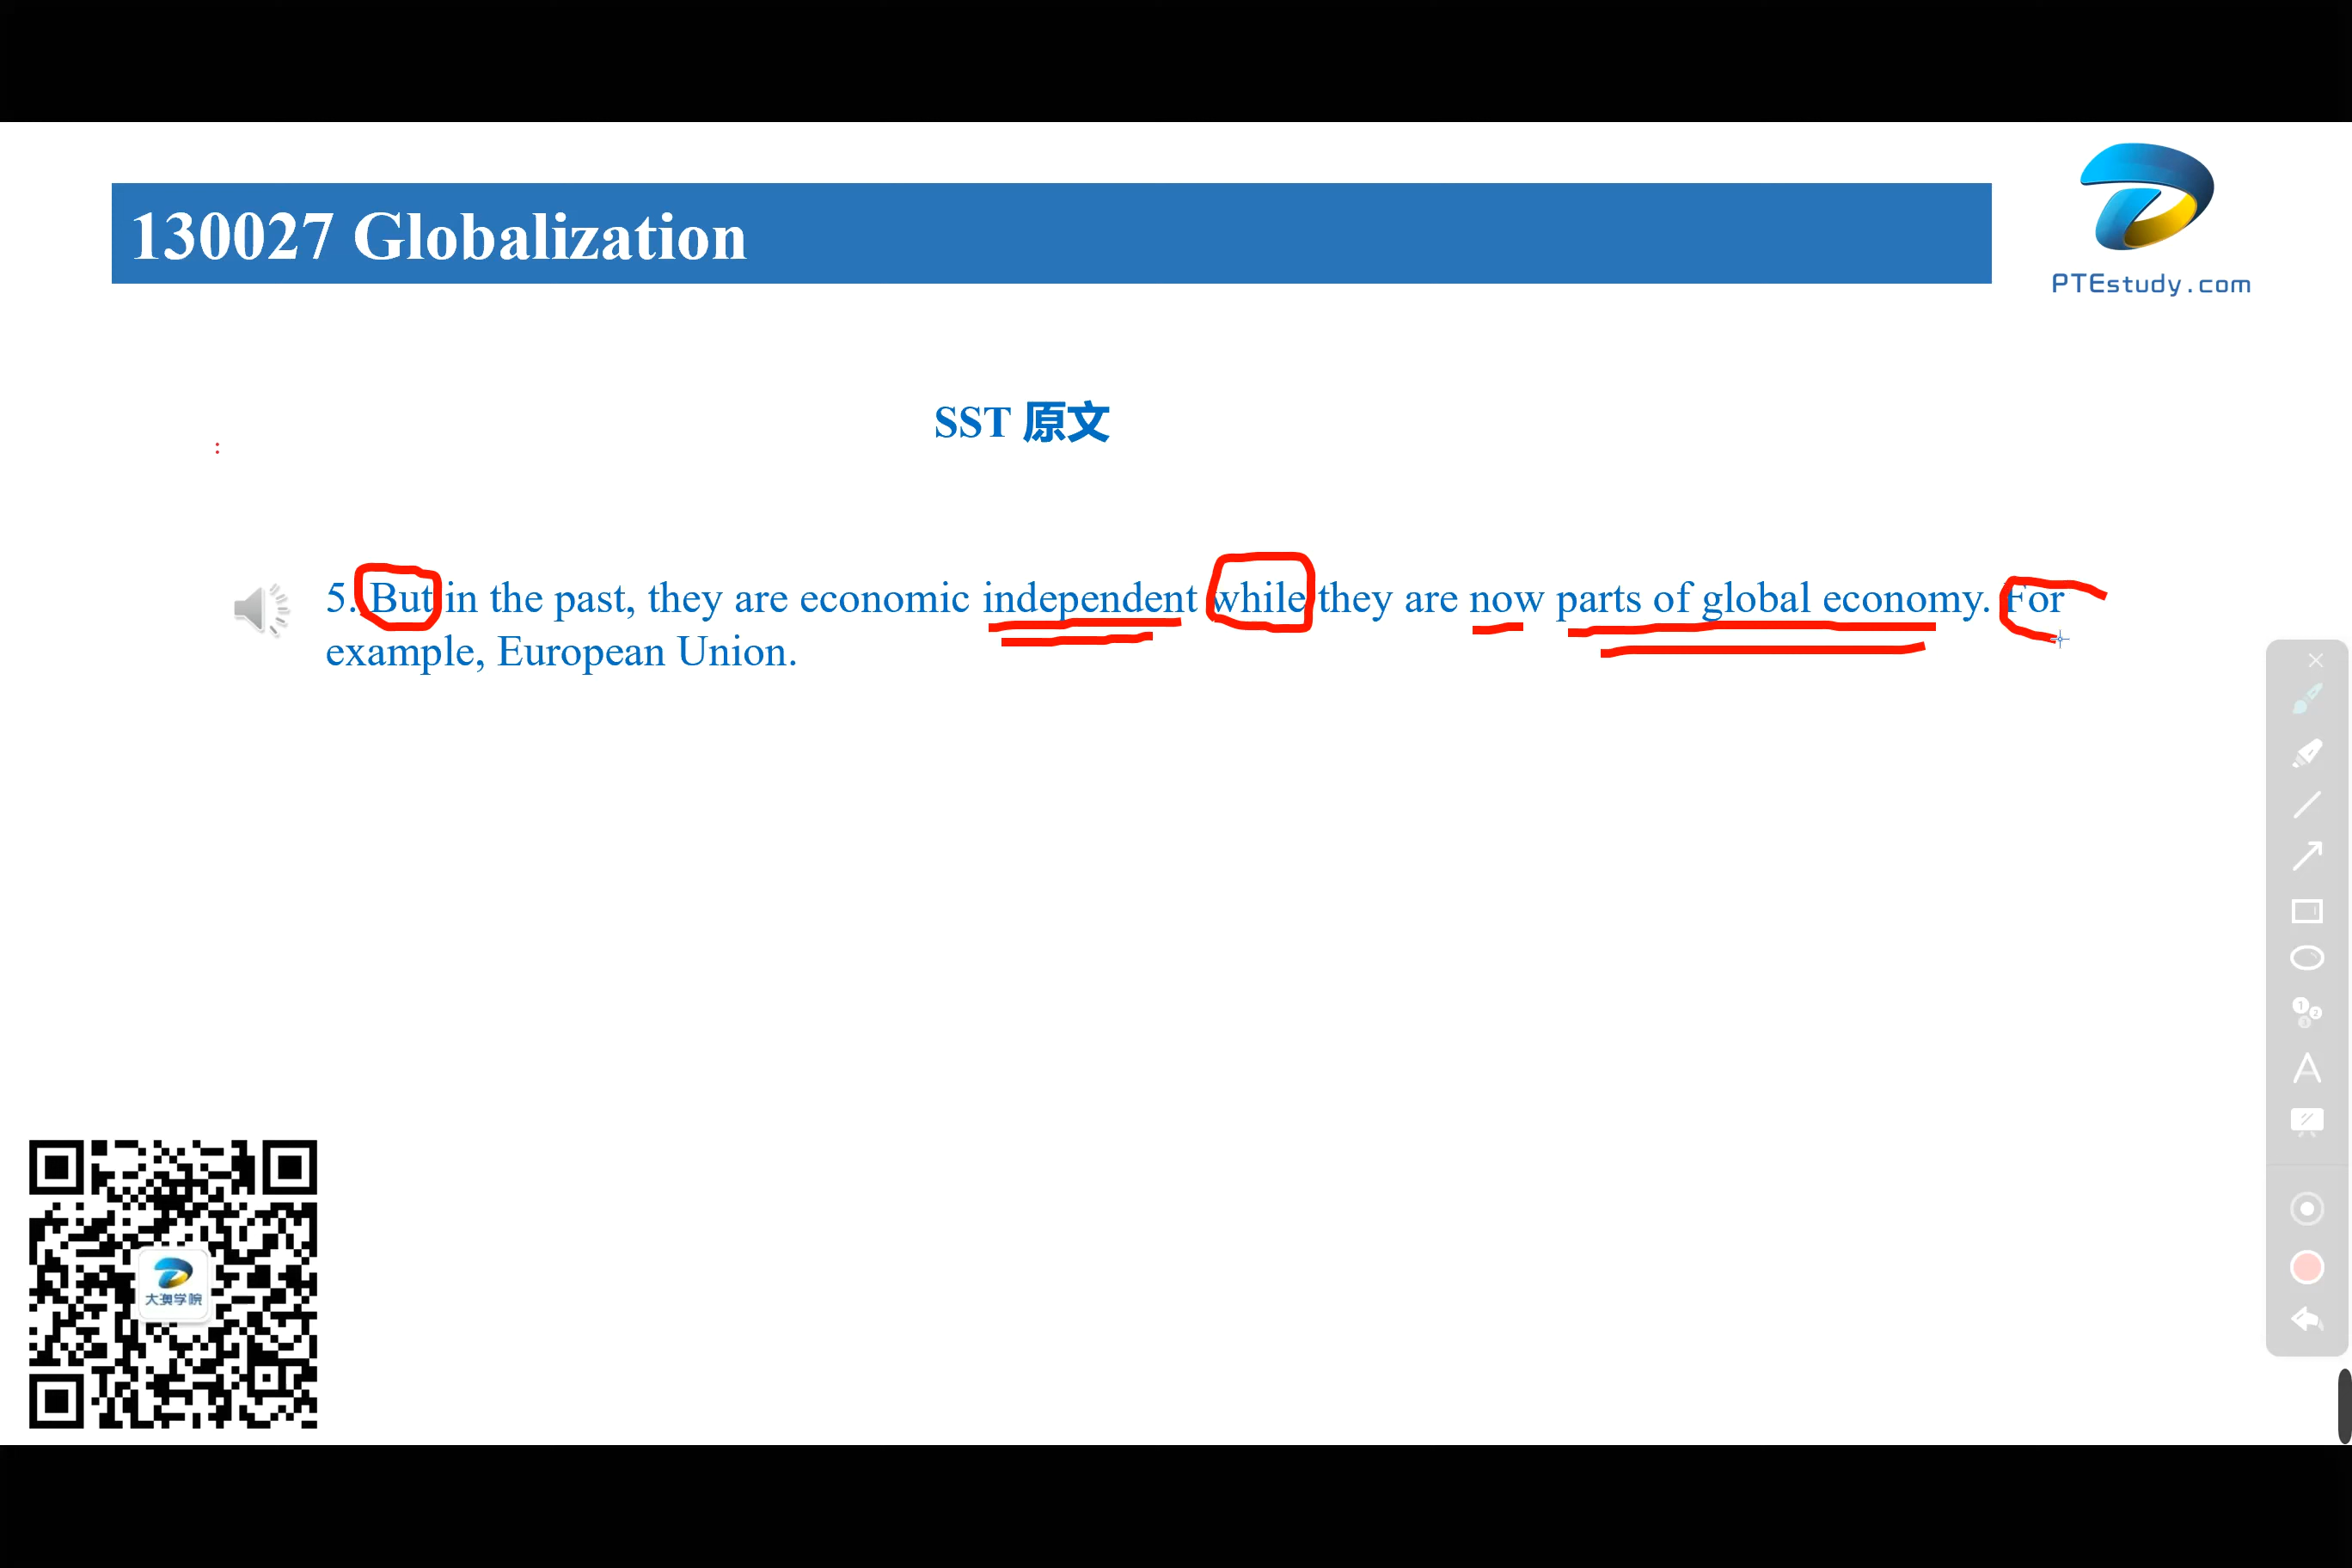 130027 Globalization
PTEstudy.com
SST 原文
:
5. But in the past, they are economic independent while they are now parts of global economy. For
example, European Union.
大澳学院